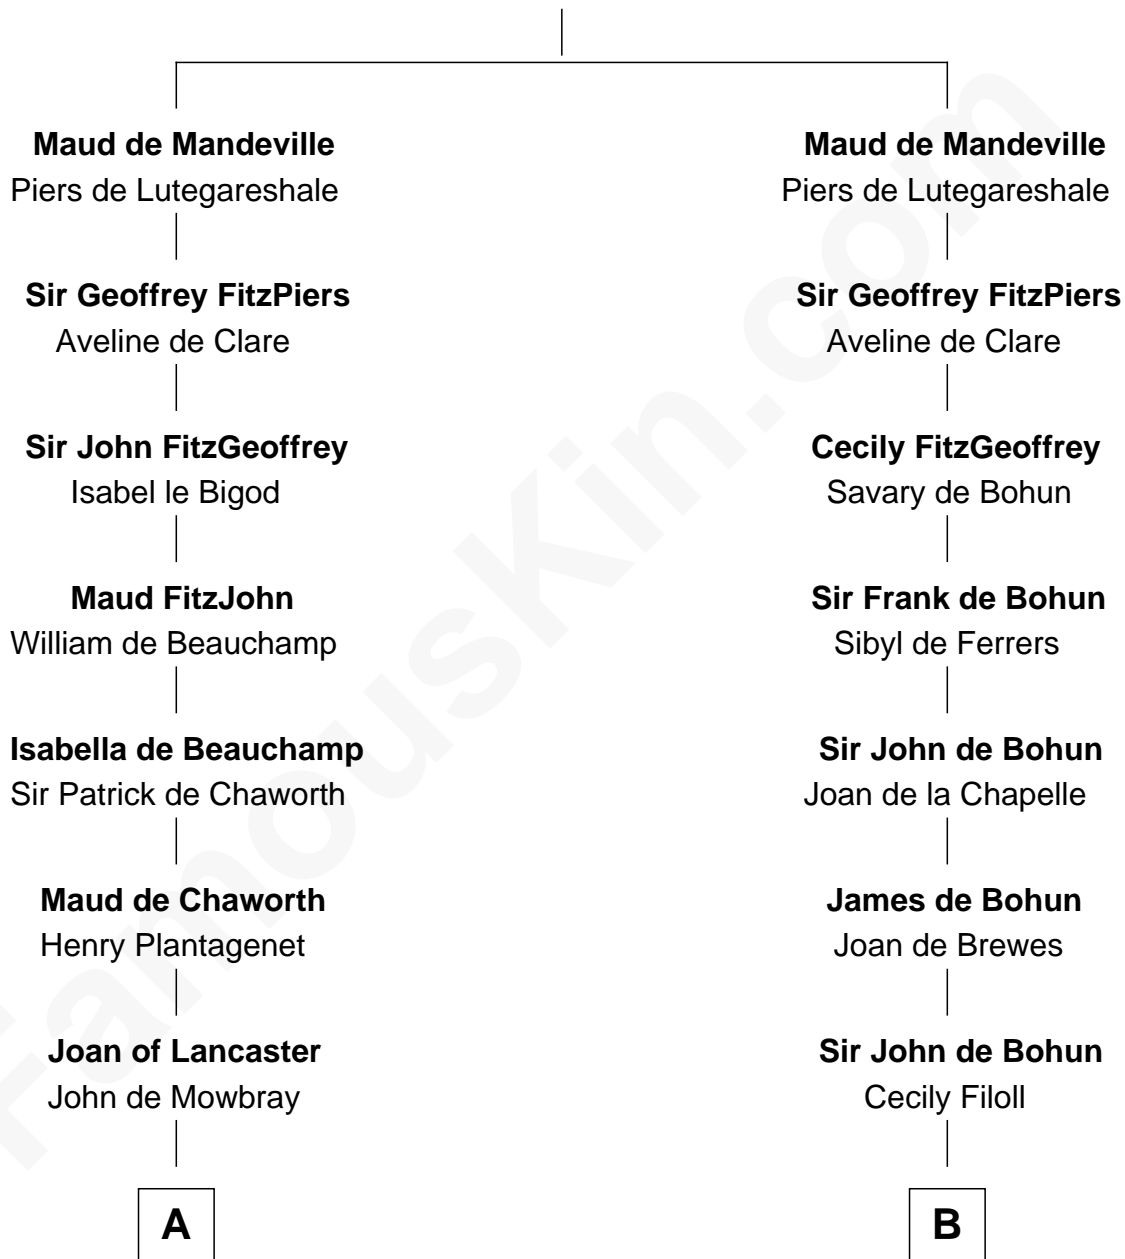 Maud de Mandeville
Piers de Lutegareshale
Sir Geoffrey FitzPiers
Aveline de Clare
Sir John FitzGeoffrey
Isabel le Bigod
Maud FitzJohn
William de Beauchamp
Isabella de Beauchamp
Sir Patrick de Chaworth
Maud de Chaworth
Henry Plantagenet
Joan of Lancaster
John de Mowbray
A
Maud de Mandeville
Piers de Lutegareshale
Sir Geoffrey FitzPiers
Aveline de Clare
Cecily FitzGeoffrey
Savary de Bohun
Sir Frank de Bohun
Sibyl de Ferrers
Sir John de Bohun
Joan de la Chapelle
James de Bohun
Joan de Brewes
Sir John de Bohun
Cecily Filoll
B
FamousKin.com